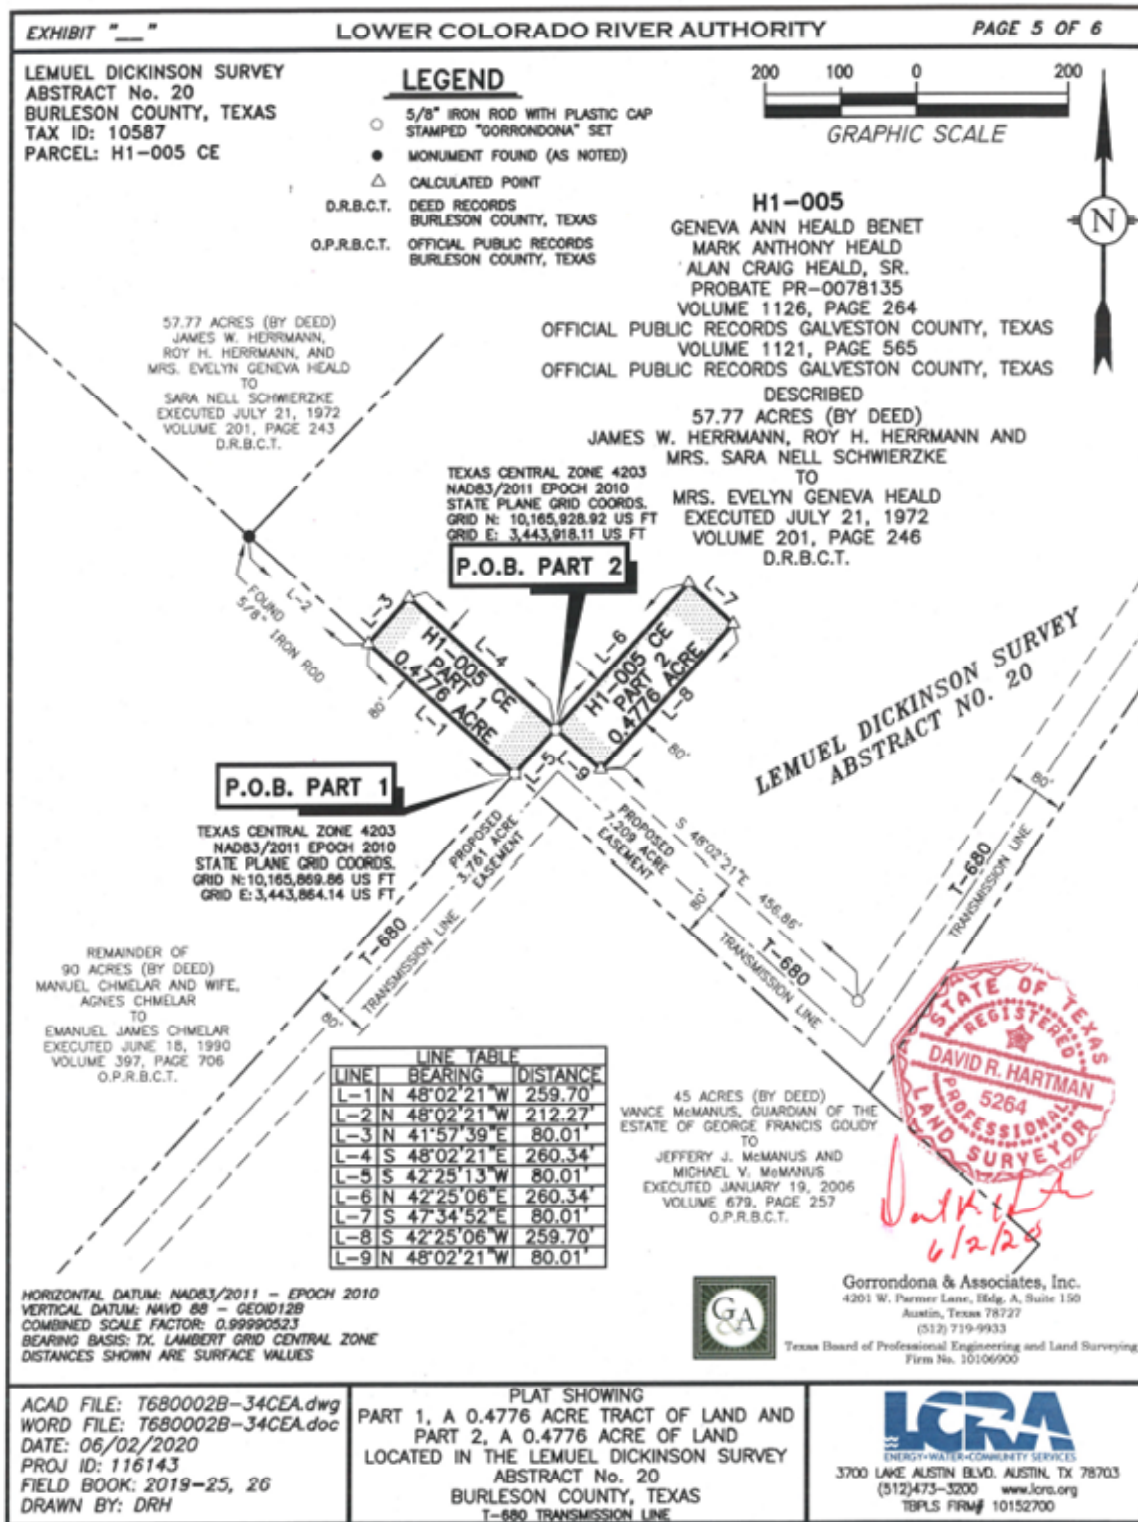 EXHIBIT "__"
LOWER COLORADO RIVER AUTHORITY
PAGE 5 OF 6
LEMUEL DICKINSON SURVEY
ABSTRACT No. 20
BURLESON COUNTY, TEXAS
TAX ID: 10587
PARCEL: H1-005 CE
LEGEND
5/8" IRON ROD WITH PLASTIC CAP
STAMPED "GORRONDONA" SET
MONUMENT FOUND (AS NOTED)
CALCULATED POINT
D.R.B.C.T. DEED RECORDS
BURLESON COUNTY, TEXAS
O.P.R.B.C.T. OFFICIAL PUBLIC RECORDS
BURLESON COUNTY, TEXAS
200 100 0 200
GRAPHIC SCALE
N
H1-005
GENEVA ANN HEALD BENET
MARK ANTHONY HEALD
ALAN CRAIG HEALD, SR.
PROBATE PR-0078135
VOLUME 1126, PAGE 264
OFFICIAL PUBLIC RECORDS GALVESTON COUNTY, TEXAS
VOLUME 1121, PAGE 565
OFFICIAL PUBLIC RECORDS GALVESTON COUNTY, TEXAS
DESCRIBED
57.77 ACRES (BY DEED)
JAMES W. HERRMANN, ROY H. HERRMANN AND
MRS. SARA NELL SCHWIERZKE
TO
MRS. EVELYN GENEVA HEALD
EXECUTED JULY 21, 1972
VOLUME 201, PAGE 246
D.R.B.C.T.
57.77 ACRES (BY DEED)
JAMES W. HERRMANN,
ROY H. HERRMANN, AND
MRS. EVELYN GENEVA HEALD
TO
SARA NELL SCHWIERZKE
EXECUTED JULY 21, 1972
VOLUME 201, PAGE 243
D.R.B.C.T.
TEXAS CENTRAL ZONE 4203
NAD83/2011 EPOCH 2010
STATE PLANE GRID COORDS.
GRID N: 10,165,928.92 US FT
GRID E: 3,443,918.11 US FT
P.O.B. PART 2
FOUND
5/8" IRON ROD
L-2
L-3
L-4
H1-005 CE
PART 1
0.4776 ACRE
80'
L-1
L-6
L-7
H1-005 CE
PART 2
0.4776 ACRE
L-8
80'
L-5
L-9
LEMUEL DICKINSON SURVEY
ABSTRACT NO. 20
P.O.B. PART 1
TEXAS CENTRAL ZONE 4203
NAD83/2011 EPOCH 2010
STATE PLANE GRID COORDS.
GRID N: 10,165,869.86 US FT
GRID E: 3,443,864.14 US FT
PROPOSED
3.761 ACRE
EASEMENT
PROPOSED
7.209 ACRE
EASEMENT
S 48°02'21"E 456.86'
80'
T-680
TRANSMISSION LINE
80'
T-680
TRANSMISSION LINE
80'
T-680
TRANSMISSION LINE
REMAINDER OF
90 ACRES (BY DEED)
MANUEL CHMELAR AND WIFE,
AGNES CHMELAR
TO
EMANUEL JAMES CHMELAR
EXECUTED JUNE 18, 1990
VOLUME 397, PAGE 706
O.P.R.B.C.T.
LINE TABLE
LINE BEARING DISTANCE
L-1 N 48°02'21"W 259.70'
L-2 N 48°02'21"W 212.27'
L-3 N 41°57'39"E 80.01'
L-4 S 48°02'21"E 260.34'
L-5 S 42°25'13"W 80.01'
L-6 N 42°25'06"E 260.34'
L-7 S 47°34'52"E 80.01'
L-8 S 42°25'06"W 259.70'
L-9 N 48°02'21"W 80.01'
45 ACRES (BY DEED)
VANCE McMANUS, GUARDIAN OF THE
ESTATE OF GEORGE FRANCIS GOUDY
TO
JEFFERY J. McMANUS AND
MICHAEL V. McMANUS
EXECUTED JANUARY 19, 2006
VOLUME 679, PAGE 257
O.P.R.B.C.T.
STATE OF TEXAS
REGISTERED
DAVID R. HARTMAN
5264
PROFESSIONAL
LAND SURVEYOR
6/2/20
HORIZONTAL DATUM: NAD83/2011 - EPOCH 2010
VERTICAL DATUM: NAVD 88 - GEOID12B
COMBINED SCALE FACTOR: 0.99990523
BEARING BASIS: TX. LAMBERT GRID CENTRAL ZONE
DISTANCES SHOWN ARE SURFACE VALUES
G&A
Gorrondona & Associates, Inc.
4201 W. Parmer Lane, Bldg. A, Suite 150
Austin, Texas 78727
(512) 719-9933
Texas Board of Professional Engineering and Land Surveying
Firm No. 10106900
ACAD FILE: T680002B-34CEA.dwg
WORD FILE: T680002B-34CEA.doc
DATE: 06/02/2020
PROJ ID: 116143
FIELD BOOK: 2019-25, 26
DRAWN BY: DRH
PLAT SHOWING
PART 1, A 0.4776 ACRE TRACT OF LAND AND
PART 2, A 0.4776 ACRE OF LAND
LOCATED IN THE LEMUEL DICKINSON SURVEY
ABSTRACT No. 20
BURLESON COUNTY, TEXAS
T-680 TRANSMISSION LINE
LCRA
ENERGY•WATER•COMMUNITY SERVICES
3700 LAKE AUSTIN BLVD. AUSTIN, TX 78703
(512)473-3200 www.lcra.org
TBPLS FIRM# 10152700